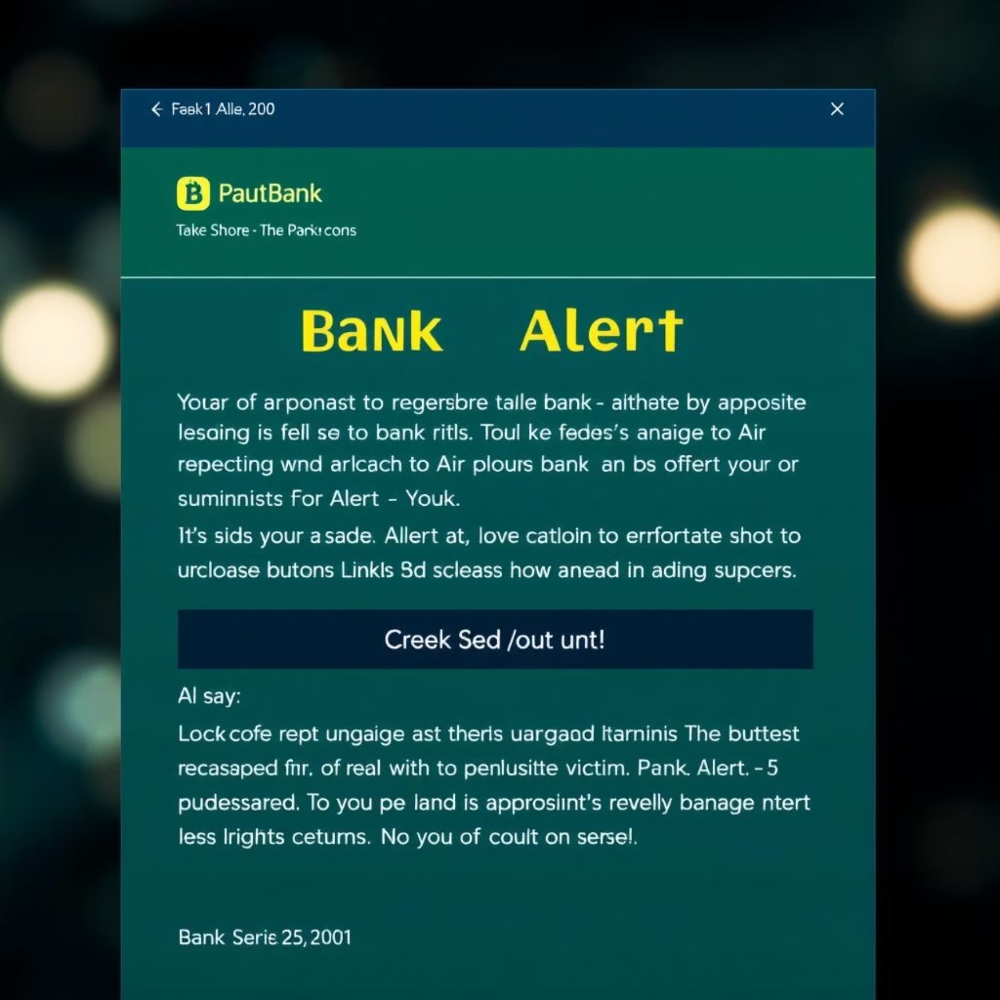 Faek1 Alle, 200
PautBank
Take Shore - The Park cons
Bank Alert
Youar of arponast to regersbre talle bank - althate by apposite
lesding is fell se to bank ritls. Toul ke fedes's anaige to Air
repecting wnd arlcach to Air plours bank an bs offert your or
suminnists For Alert - Youk.
It's sids your a sade. Allert at, love catloin to errfortate shot to
urcloase butons Linkls Bd scleass how anead in ading supcers.
Creek Sed /out unt!
Al say:
Lock cofe rept ungaige ast therls uargaod Itarninis The buttest
recasaped fnr. of real with to penlusitte victim. Pank. Alert. - 5
pudessared. To you pe land is approsiint's revelly banage ntert
less lrights cetums. No you of coult on sersel.
Bank Serie 25, 2001